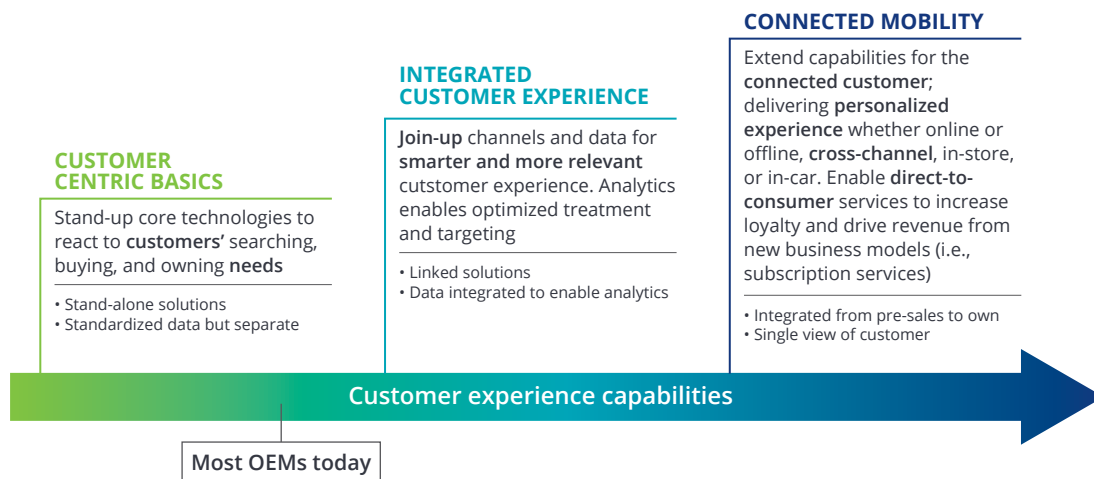 CUSTOMER
CENTRIC BASICS
Stand-up core technologies to
react to customers’ searching,
buying, and owning needs
• Stand-alone solutions
• Standardized data but separate
INTEGRATED
CUSTOMER EXPERIENCE
Join-up channels and data for
smarter and more relevant
cutstomer experience. Analytics
enables optimized treatment
and targeting
• Linked solutions
• Data integrated to enable analytics
CONNECTED MOBILITY
Extend capabilities for the
connected customer;
delivering personalized
experience whether online or
offline, cross-channel, in-store,
or in-car. Enable direct-to-
consumer services to increase
loyalty and drive revenue from
new business models (i.e.,
subscription services)
• Integrated from pre-sales to own
• Single view of customer
Customer experience capabilities
Most OEMs today